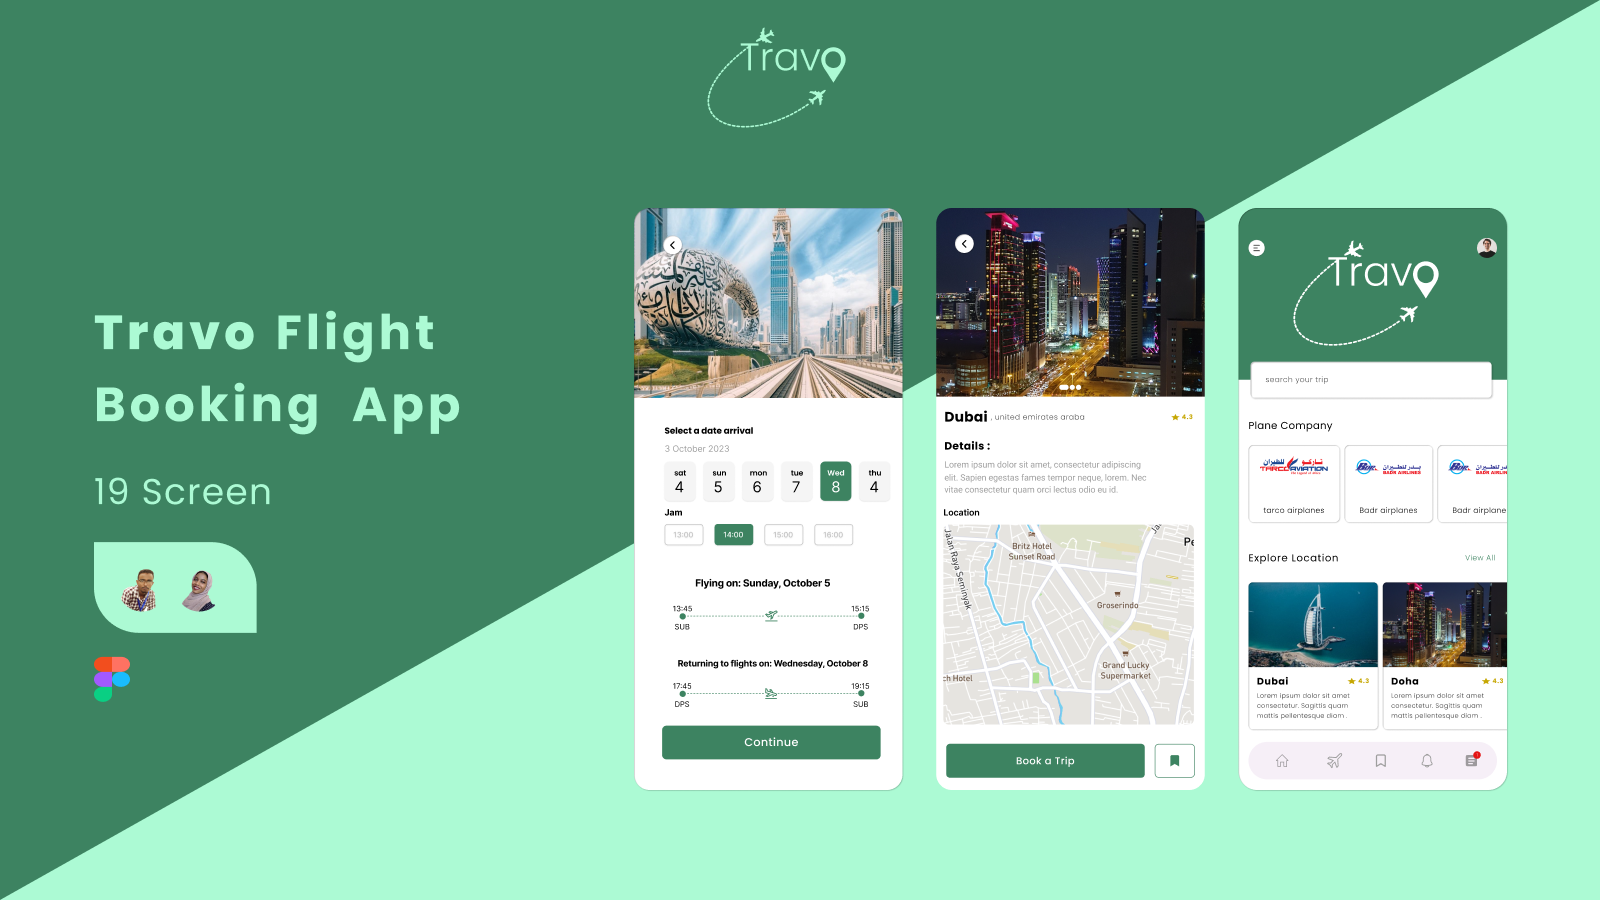 Travo
Travo Flight
Booking App
19 Screen
Select a date arrival
3 October 2023
sat sun mon tue Wed thu
4 5 6 7 8 4
Jam
13:00 14:00 15:00 16:00
Flying on: Sunday, October 5
13:45 15:15
SUB DPS
Returning to flights on: Wednesday, October 8
17:45 19:15
DPS SUB
Continue
Dubai . united emirates araba 4.3
Details :
Lorem ipsum dolor sit amet, consectetur adipiscing
elit. Sapien egestas fames tempor neque, lorem. Nec
vitae consectetur quam orci lectus odio eu id.
Location
Jalan Raya Seminyak
Britz Hotel
Sunset Road
Ja
Pe
Groserindo
Grand Lucky
Supermarket
ch Hotel
Book a Trip
Travo
search your trip
Plane Company
تاركو للطيران
TARCO AVIATION
tarco airplanes
Badr
بدر للطيران
BADR AIRLINES
Badr airplanes
بدر للطيران
BADR AIRLINES
Badr airplane
Explore Location View All
Dubai 4.3
Lorem ipsum dolor sit amet
consectetur. Sagittis quam
mattis pellentesque diam .
Doha 4.3
Lorem ipsum dolor sit amet
consectetur. Sagittis quam
mattis pellentesque diam .